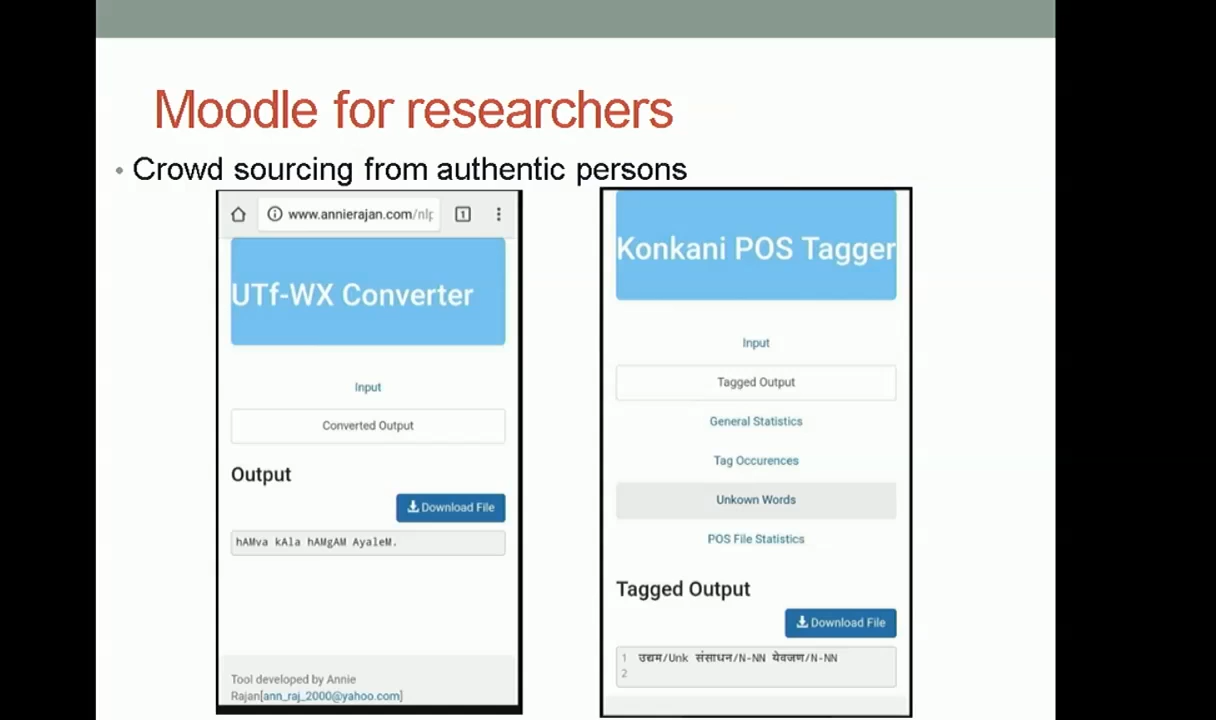 Moodle for researchers
• Crowd sourcing from authentic persons
www.annierajan.com/nlp
1
UTf-WX Converter
Input
Converted Output
Output
Download File
hAMva kAla hAMgAM AyaleM.
Tool developed by Annie
Rajan[ann_raj_2000@yahoo.com]
Konkani POS Tagger
Input
Tagged Output
General Statistics
Tag Occurences
Unkown Words
POS File Statistics
Tagged Output
Download File
1 उद्यम/Unk संसाधन/N-NN येवजण/N-NN
2